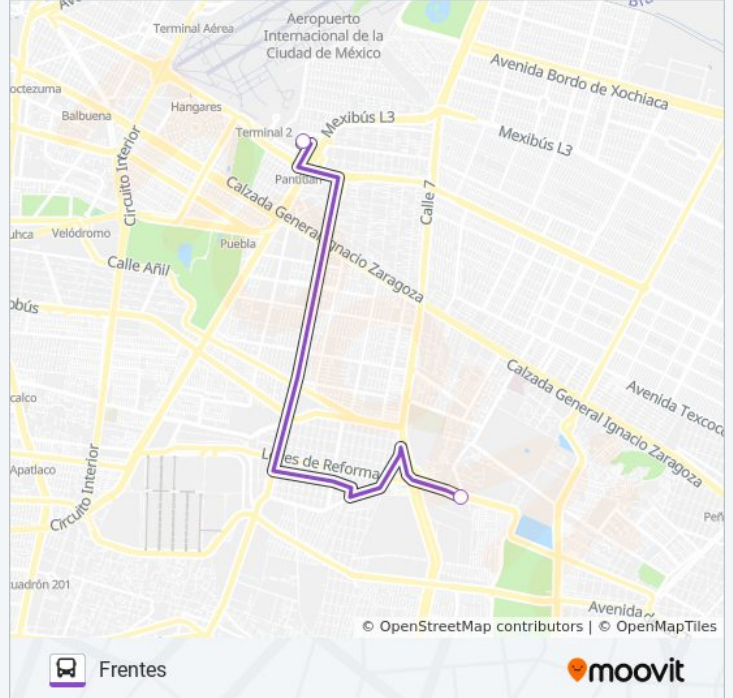 Terminal Aérea
Aeropuerto
Internacional de la
Ciudad de México
Avenida Bordo de Xochiaca
octezuma
Balbuena
Hangares
Terminal 2
Mexibús L3
Mexibús L3
Circuito Interior
Pantitlán
Calle 7
Calzada General Ignacio Zaragoza
uhca
Velódromo
Puebla
Calle Añil
obús
calco
Calzada General Ignacio Zaragoza
Avenida Texcoco
Apatlaco
Circuito Interior
es de Reforma
Peñ
uadrón 201
Avenida
© OpenStreetMap contributors | © OpenMapTiles
Frentes
moovit